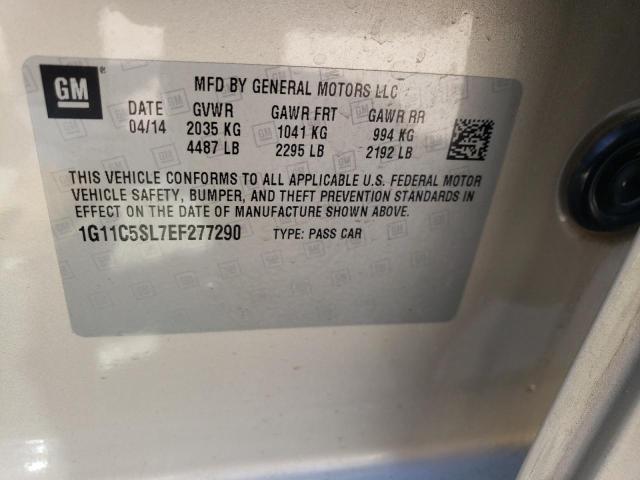 GM
MFD BY GENERAL MOTORS LLC
DATE GVWR GAWR FRT GAWR RR
04/14 2035 KG 1041 KG 994 KG
4487 LB 2295 LB 2192 LB
THIS VEHICLE CONFORMS TO ALL APPLICABLE U.S. FEDERAL MOTOR
VEHICLE SAFETY, BUMPER, AND THEFT PREVENTION STANDARDS IN
EFFECT ON THE DATE OF MANUFACTURE SHOWN ABOVE.
1G11C5SL7EF277290 TYPE: PASS CAR